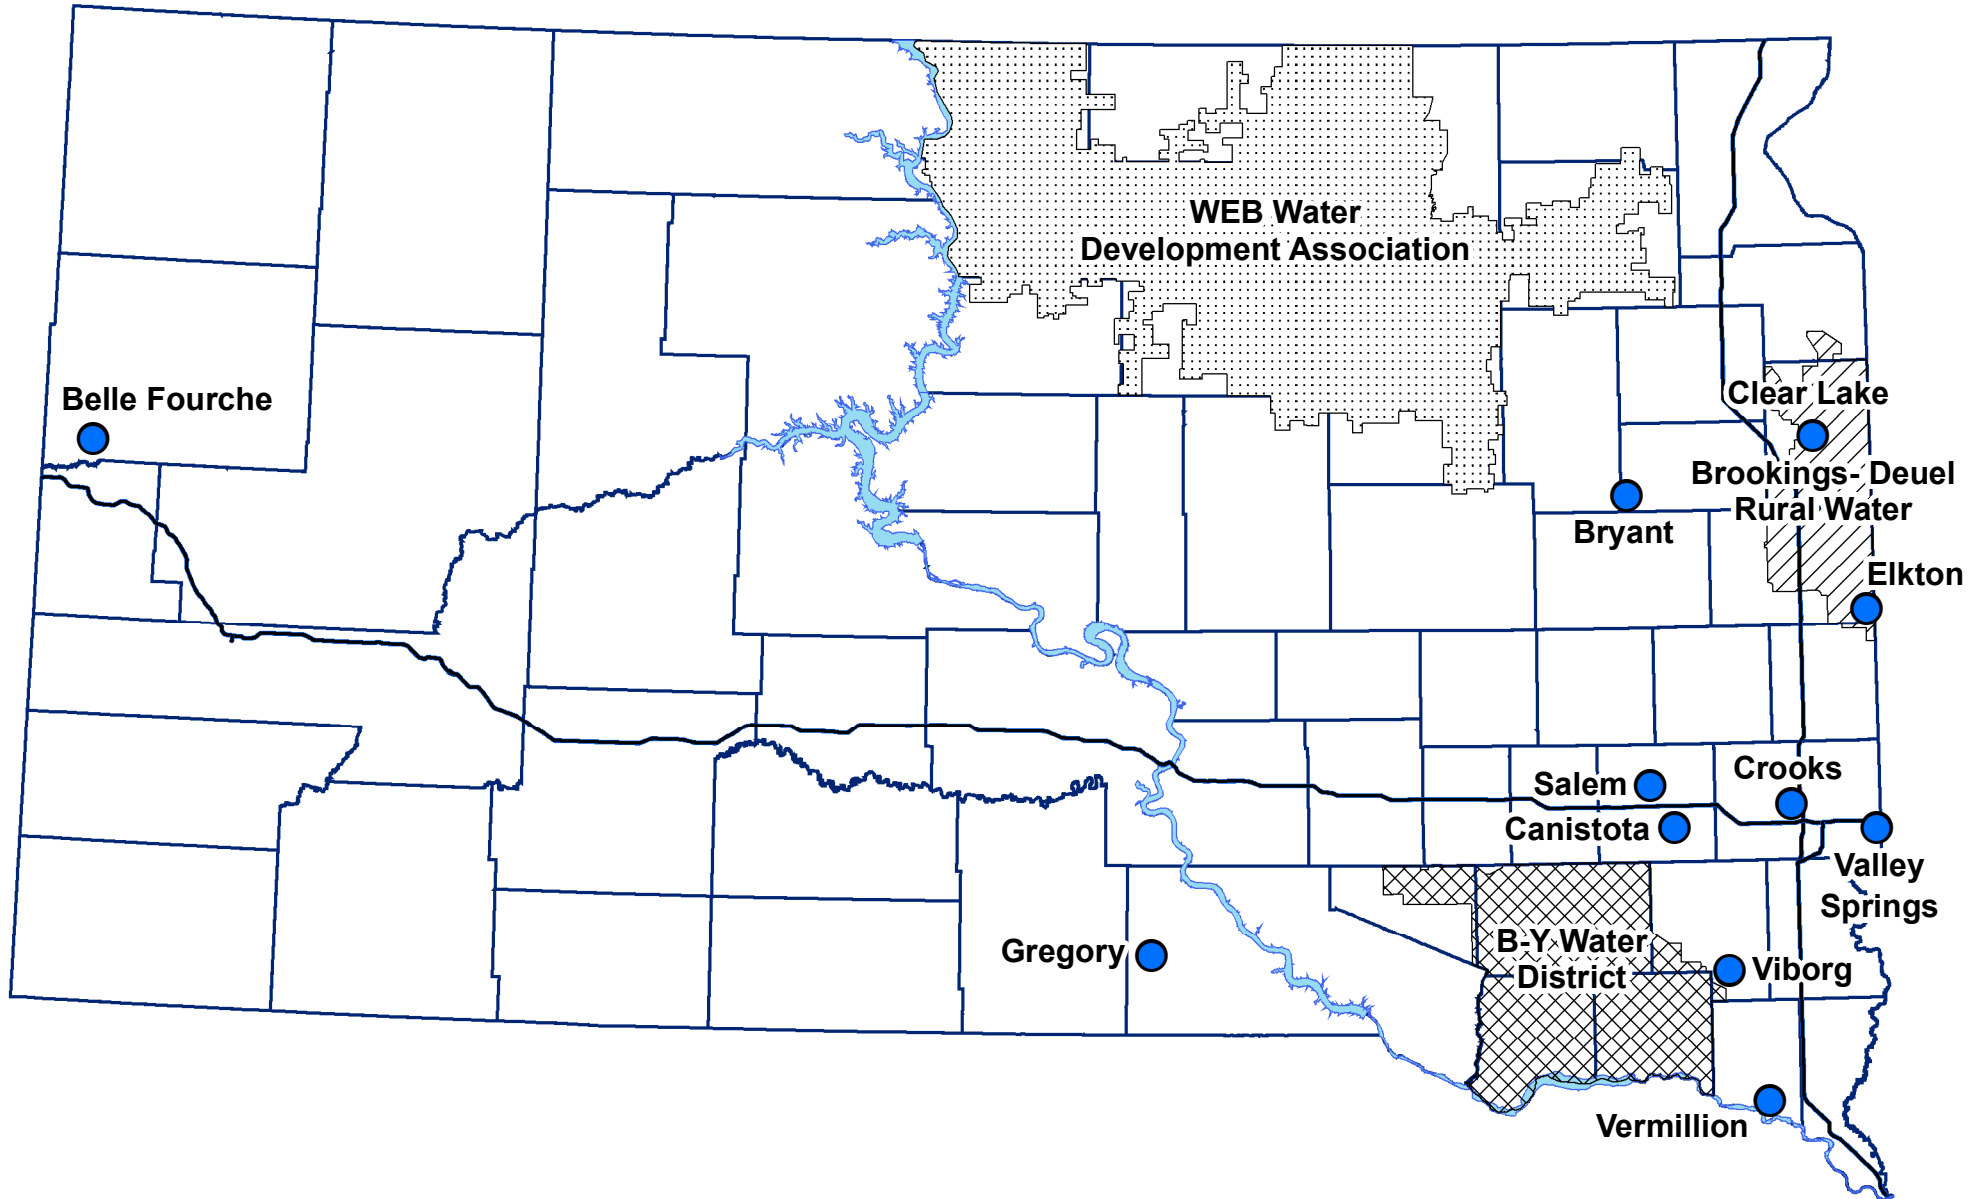 WEB Water
Development Association
Belle Fourche
Clear Lake
Brookings- Deuel
Rural Water
Bryant
Elkton
Salem
Crooks
Canistota
Valley
Springs
Gregory
B-Y Water
District
Viborg
Vermillion